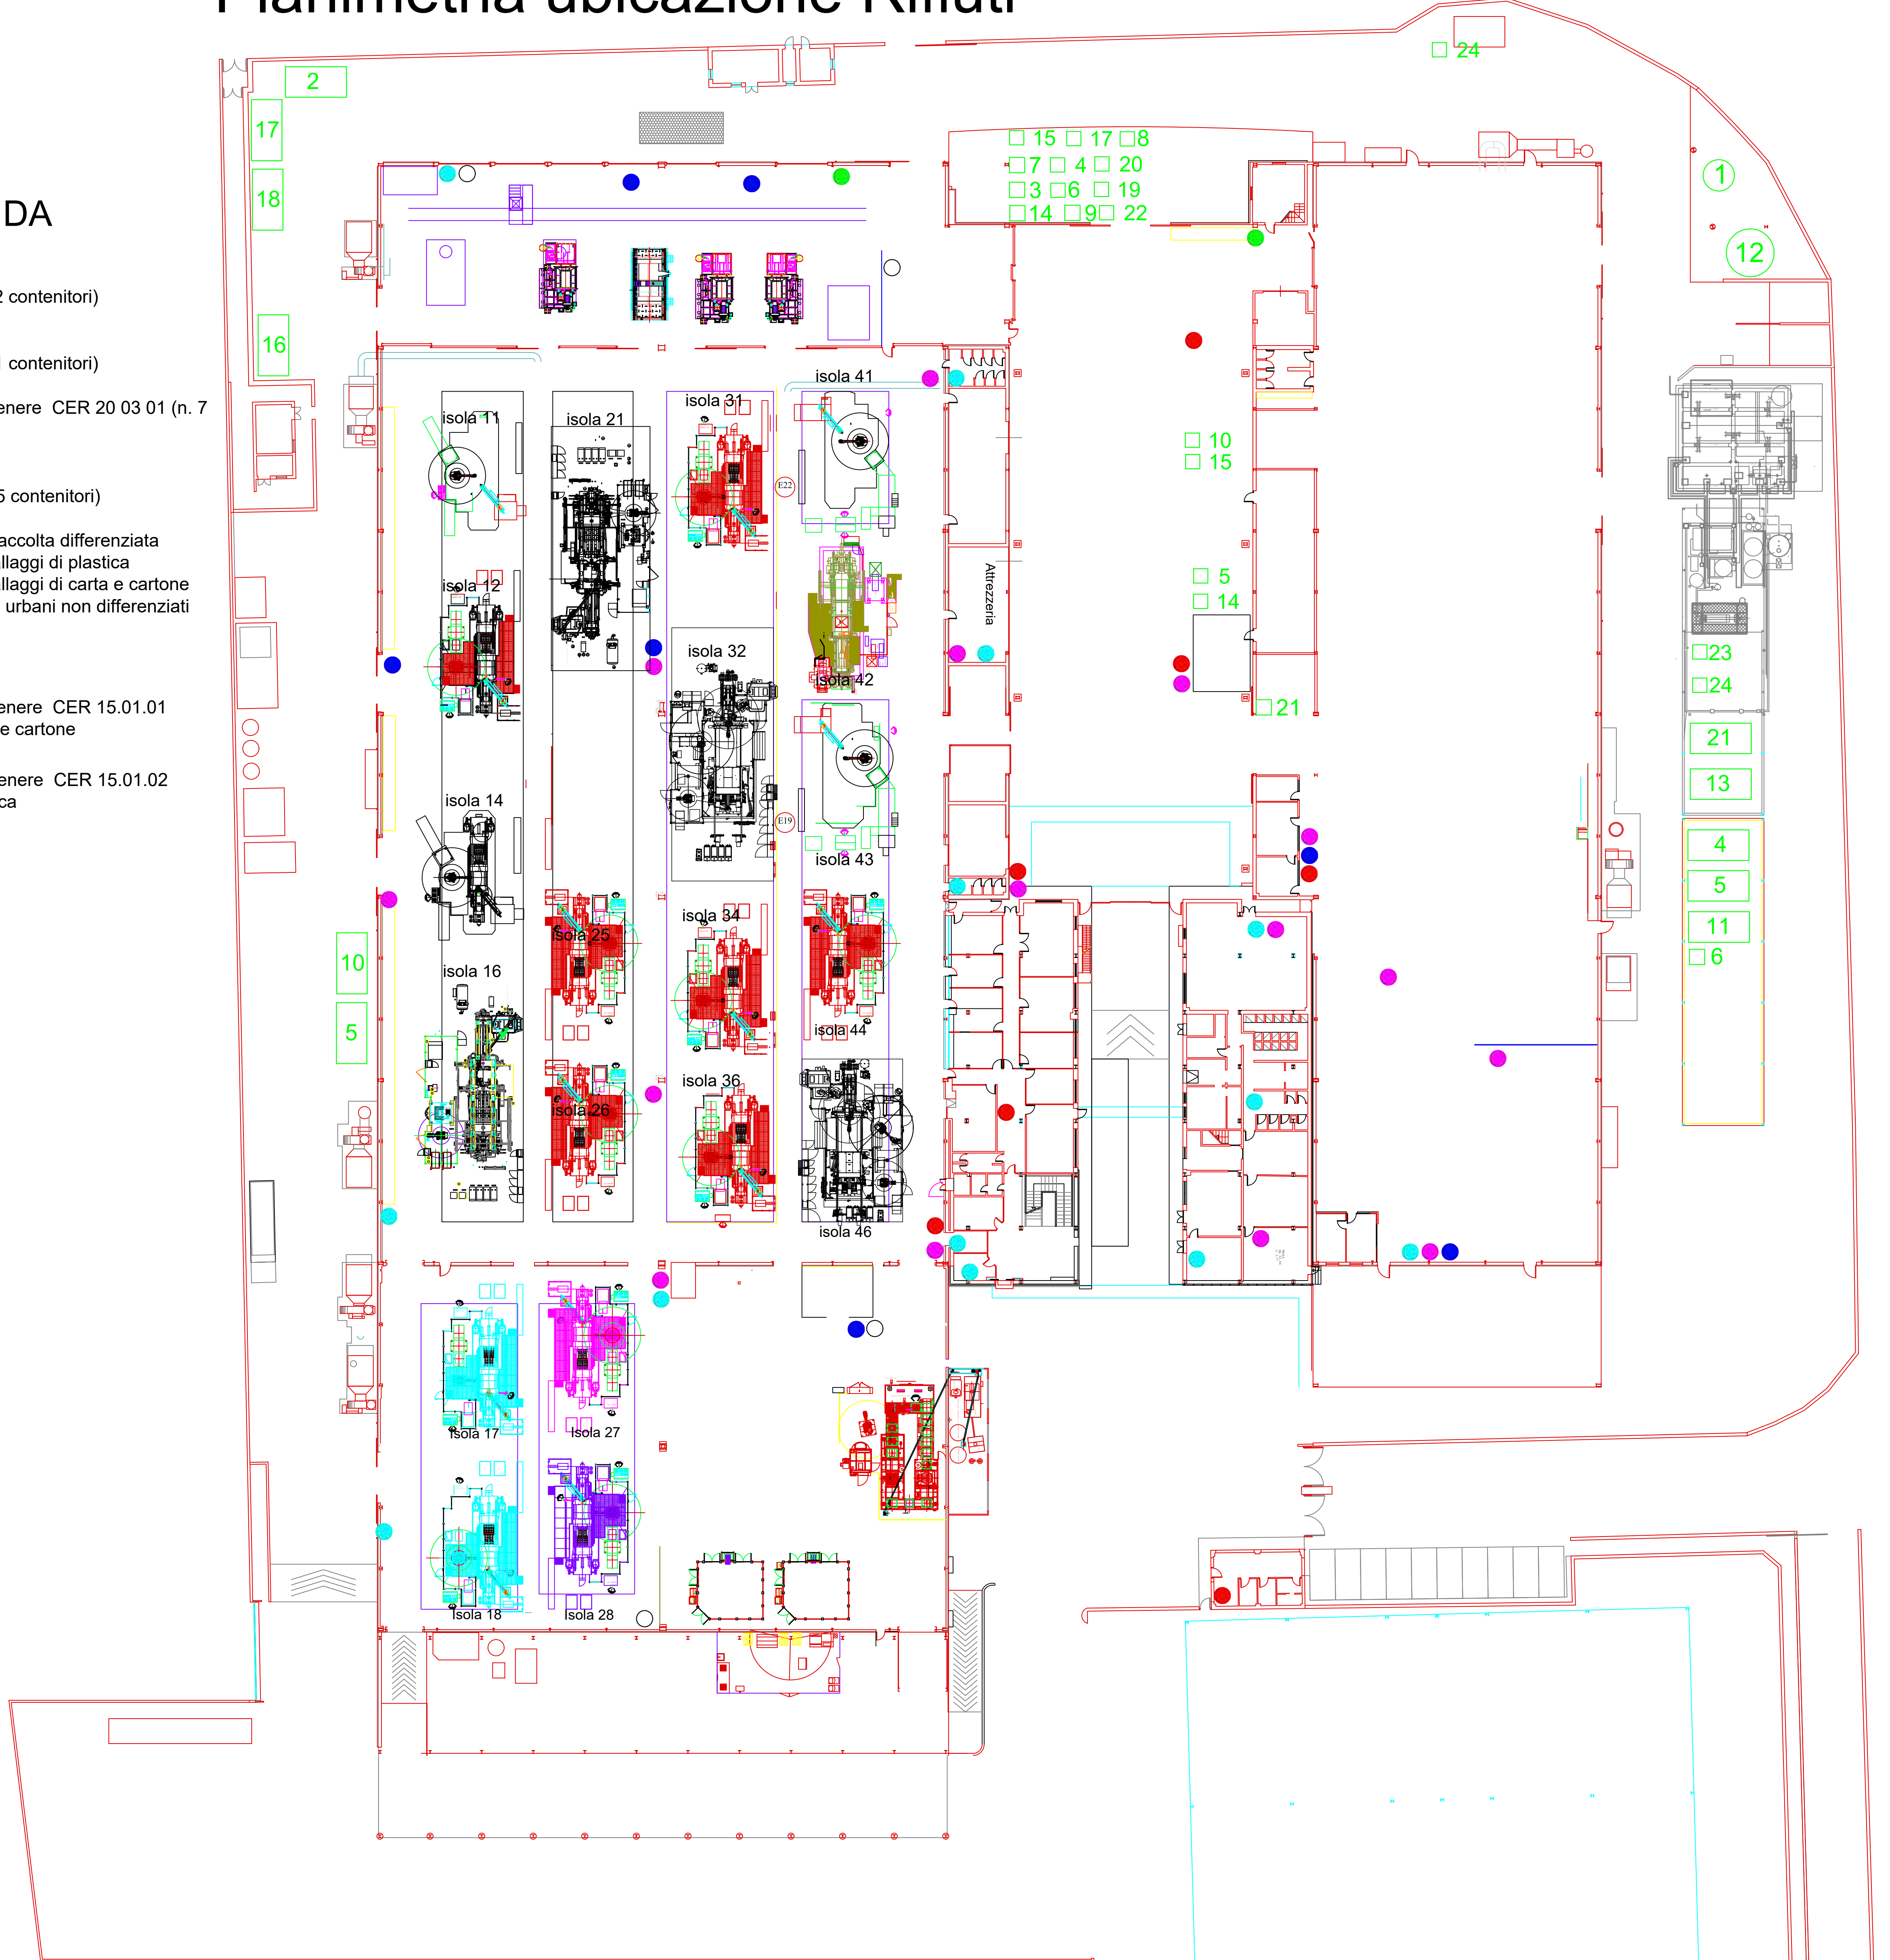 Planimetria ubicazione Rifiuti
DA
2 contenitori)
1 contenitori)
enere CER 20 03 01 (n. 7
5 contenitori)
accolta differenziata
allaggi di plastica
allaggi di carta e cartone
urbani non differenziati
enere CER 15.01.01
e cartone
enere CER 15.01.02
ca
2
17
18
16
10
5
24
15 17 8
7 4 20
3 6 19
14 9 22
1
12
10
15
5
14
21
23
24
21
13
4
5
11
6
isola 11
isola 21
isola 31
isola 41
E22
isola 12
Attrezzeria
isola 32
isola 42
isola 14
E19
isola 43
isola 25
isola 34
isola 16
isola 44
isola 26
isola 36
isola 46
Isola 17
Isola 27
Isola 18
Isola 28